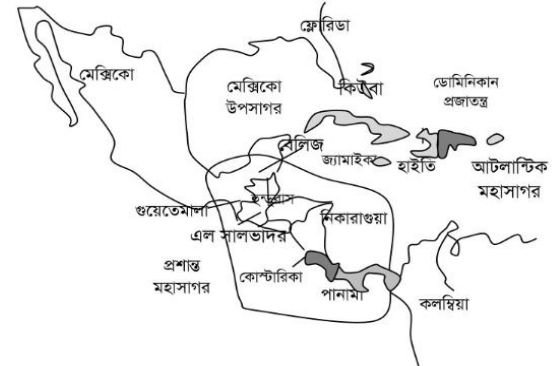 ফ্লোরিডা
মেক্সিকো
মেক্সিকো
উপসাগর
কিউবা
ডোমিনিকান
প্রজাতন্ত্র
বেলিজ
জ্যামাইকা
হাইতি
আটলান্টিক
মহাসাগর
হন্ডুরাস
গুয়েতেমালা
নিকারাগুয়া
এল সালভাদর
প্রশান্ত
মহাসাগর
কোস্টারিকা
পানামা
কলম্বিয়া